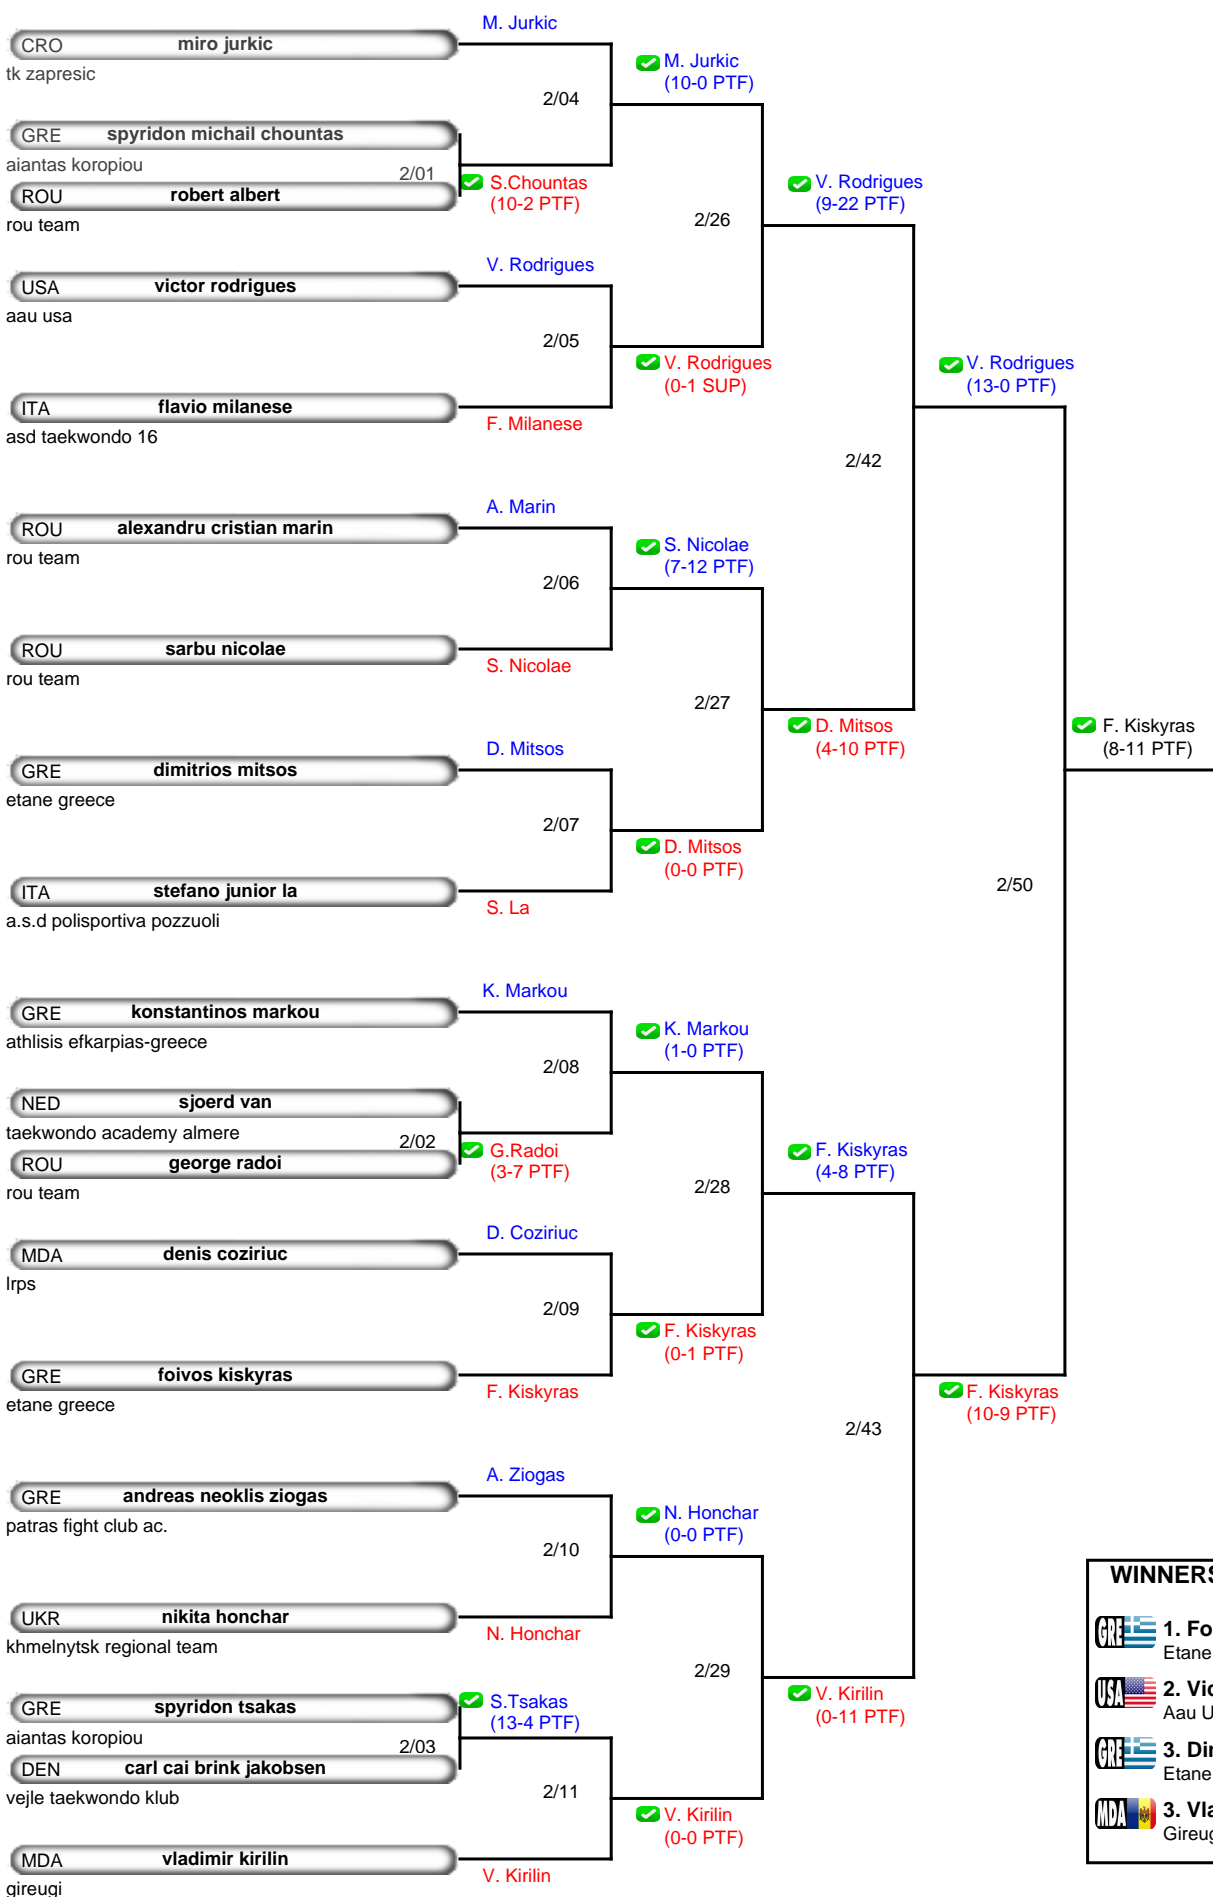 M. Jurkic
CRO miro jurkic
tk zapresic
M. Jurkic
(10-0 PTF)
2/04
GRE spyridon michail chountas
aiantas koropiou
2/01
S.Chountas
(10-2 PTF)
ROU robert albert
rou team
V. Rodrigues
(9-22 PTF)
2/26
V. Rodrigues
USA victor rodrigues
aau usa
2/05
V. Rodrigues
(0-1 SUP)
V. Rodrigues
(13-0 PTF)
ITA flavio milanese
asd taekwondo 16
F. Milanese
2/42
A. Marin
ROU alexandru cristian marin
rou team
S. Nicolae
(7-12 PTF)
2/06
ROU sarbu nicolae
rou team
S. Nicolae
2/27
D. Mitsos
(4-10 PTF)
F. Kiskyras
(8-11 PTF)
D. Mitsos
GRE dimitrios mitsos
etane greece
2/07
D. Mitsos
(0-0 PTF)
ITA stefano junior la
a.s.d polisportiva pozzuoli
S. La
2/50
K. Markou
GRE konstantinos markou
athlisis efkarpias-greece
K. Markou
(1-0 PTF)
2/08
NED sjoerd van
taekwondo academy almere
2/02
G.Radoi
(3-7 PTF)
ROU george radoi
rou team
F. Kiskyras
(4-8 PTF)
2/28
D. Coziriuc
MDA denis coziriuc
lrps
2/09
F. Kiskyras
(0-1 PTF)
GRE foivos kiskyras
etane greece
F. Kiskyras
F. Kiskyras
(10-9 PTF)
2/43
A. Ziogas
GRE andreas neoklis ziogas
patras fight club ac.
N. Honchar
(0-0 PTF)
2/10
UKR nikita honchar
khmelnytsk regional team
N. Honchar
2/29
V. Kirilin
(0-11 PTF)
GRE spyridon tsakas
aiantas koropiou
S.Tsakas
(13-4 PTF)
2/03
DEN carl cai brink jakobsen
vejle taekwondo klub
2/11
V. Kirilin
(0-0 PTF)
MDA vladimir kirilin
gireugi
V. Kirilin
WINNERS
GRE 1. Fo
Etane
USA 2. Vic
Aau U
GRE 3. Dim
Etane
MDA 3. Vla
Gireug